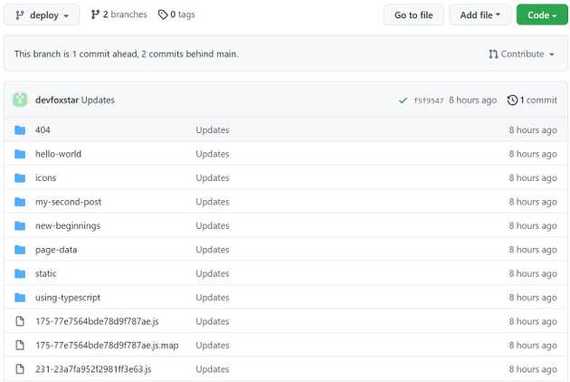 deploy 2 branches 0 tags Go to file Add file Code
This branch is 1 commit ahead, 2 commits behind main. Contribute
devfoxstar Updates f5f9547 8 hours ago 1 commit
404 Updates 8 hours ago
hello-world Updates 8 hours ago
icons Updates 8 hours ago
my-second-post Updates 8 hours ago
new-beginnings Updates 8 hours ago
page-data Updates 8 hours ago
static Updates 8 hours ago
using-typescript Updates 8 hours ago
175-77e7564bde78d9f787ae.js Updates 8 hours ago
175-77e7564bde78d9f787ae.js.map Updates 8 hours ago
231-23a7fa952f2981ff3e63.js Updates 8 hours ago